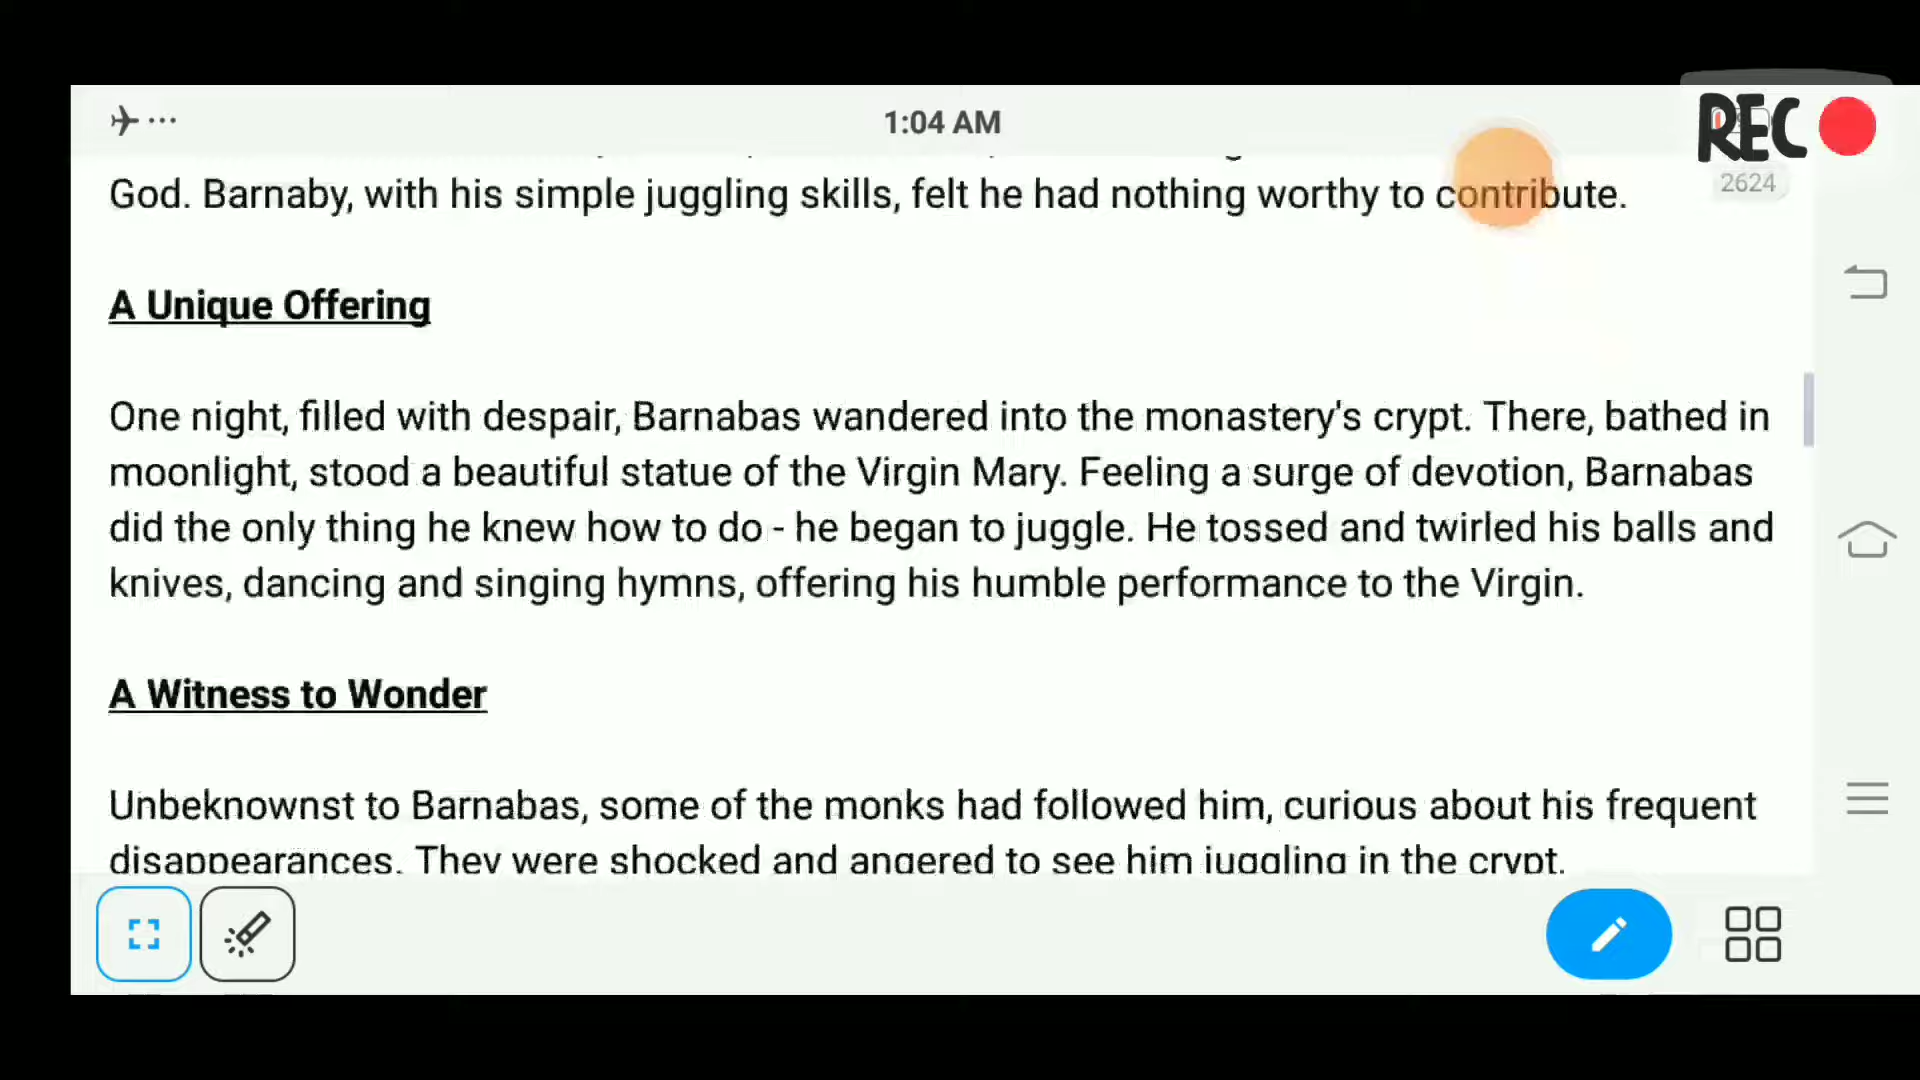 1:04 AM
REC
2624
God. Barnaby, with his simple juggling skills, felt he had nothing worthy to contribute.
A Unique Offering
One night, filled with despair, Barnabas wandered into the monastery's crypt. There, bathed in
moonlight, stood a beautiful statue of the Virgin Mary. Feeling a surge of devotion, Barnabas
did the only thing he knew how to do - he began to juggle. He tossed and twirled his balls and
knives, dancing and singing hymns, offering his humble performance to the Virgin.
A Witness to Wonder
Unbeknownst to Barnabas, some of the monks had followed him, curious about his frequent
disappearances. They were shocked and angered to see him juggling in the crypt.